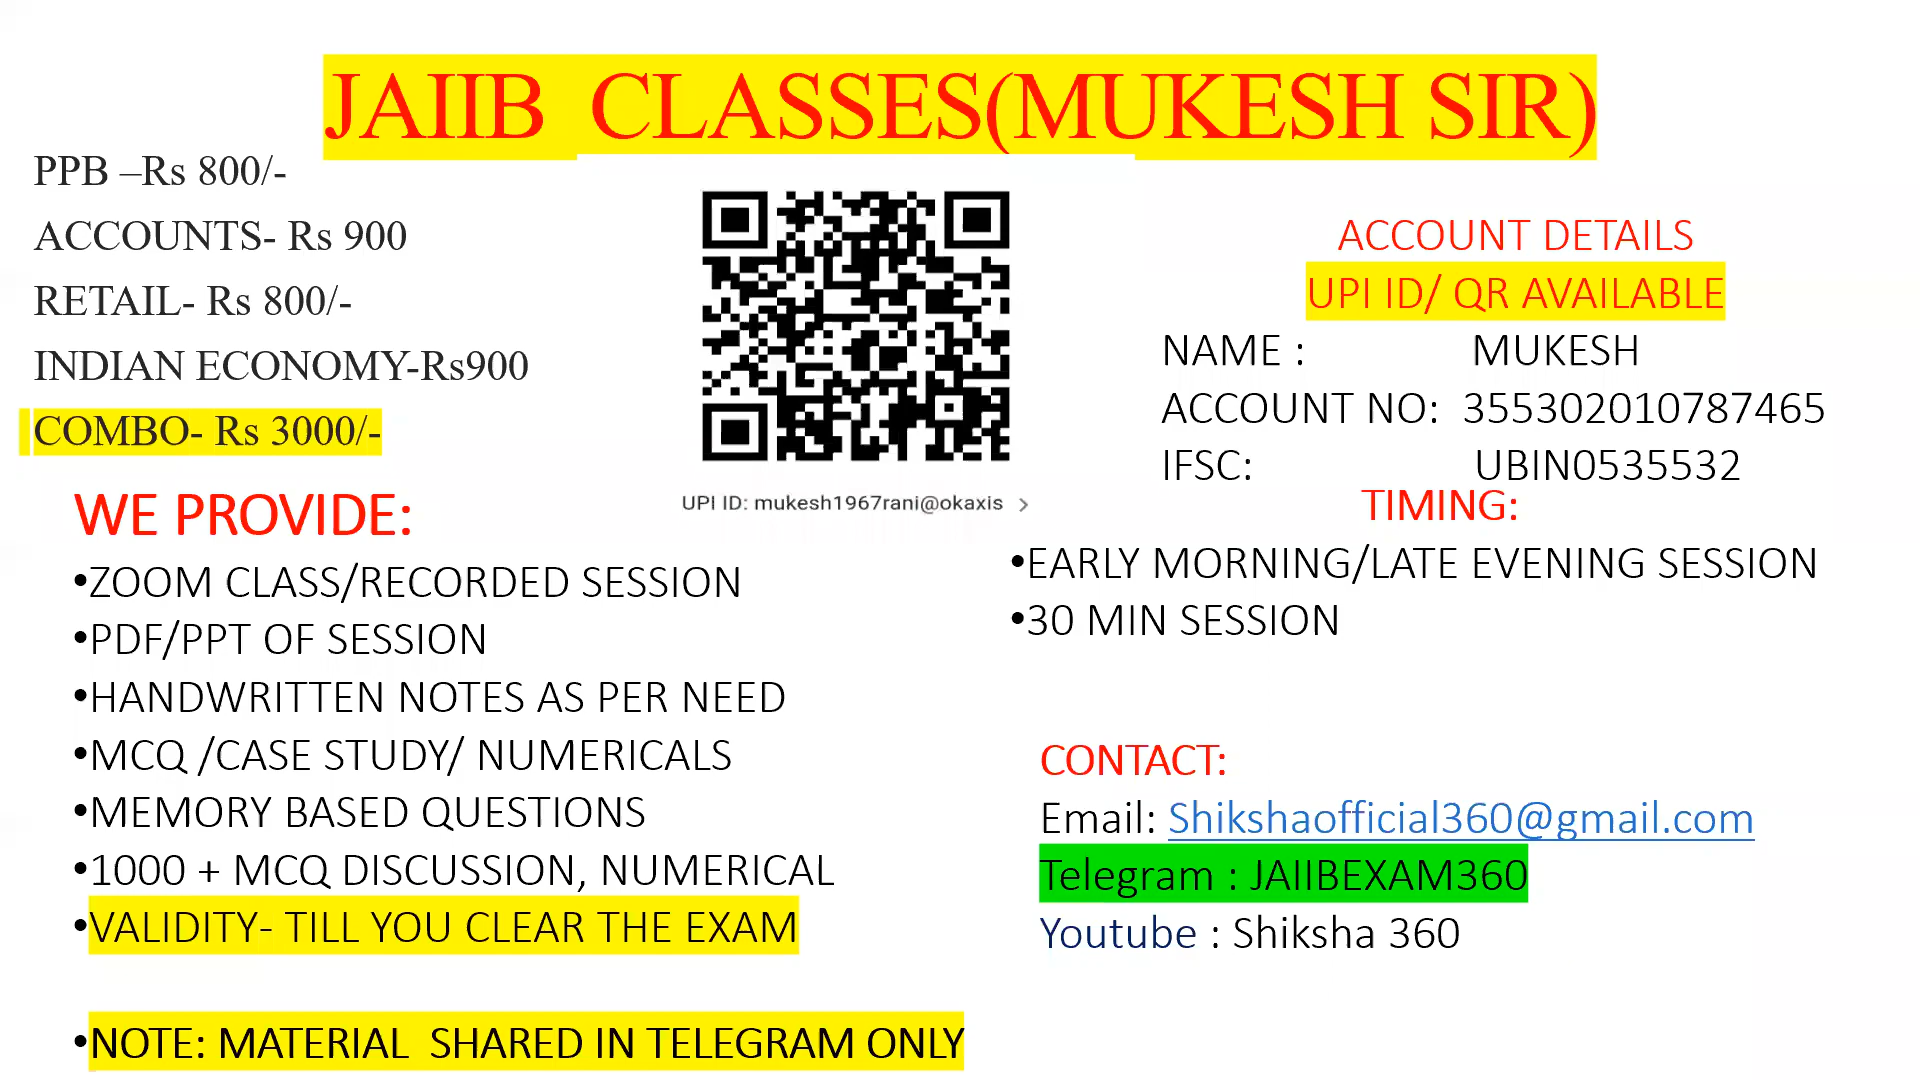 JAIIB CLASSES(MUKESH SIR)
PPB –Rs 800/-
ACCOUNTS- Rs 900
RETAIL- Rs 800/-
INDIAN ECONOMY-Rs900
COMBO- Rs 3000/-
UPI ID: mukesh1967rani@okaxis >
ACCOUNT DETAILS
UPI ID/ QR AVAILABLE
NAME : MUKESH
ACCOUNT NO: 355302010787465
IFSC: UBIN0535532
WE PROVIDE:
•ZOOM CLASS/RECORDED SESSION
•PDF/PPT OF SESSION
•HANDWRITTEN NOTES AS PER NEED
•MCQ /CASE STUDY/ NUMERICALS
•MEMORY BASED QUESTIONS
•1000 + MCQ DISCUSSION, NUMERICAL
•VALIDITY- TILL YOU CLEAR THE EXAM
•NOTE: MATERIAL SHARED IN TELEGRAM ONLY
TIMING:
•EARLY MORNING/LATE EVENING SESSION
•30 MIN SESSION
CONTACT:
Email: Shikshaofficial360@gmail.com
Telegram : JAIIBEXAM360
Youtube : Shiksha 360